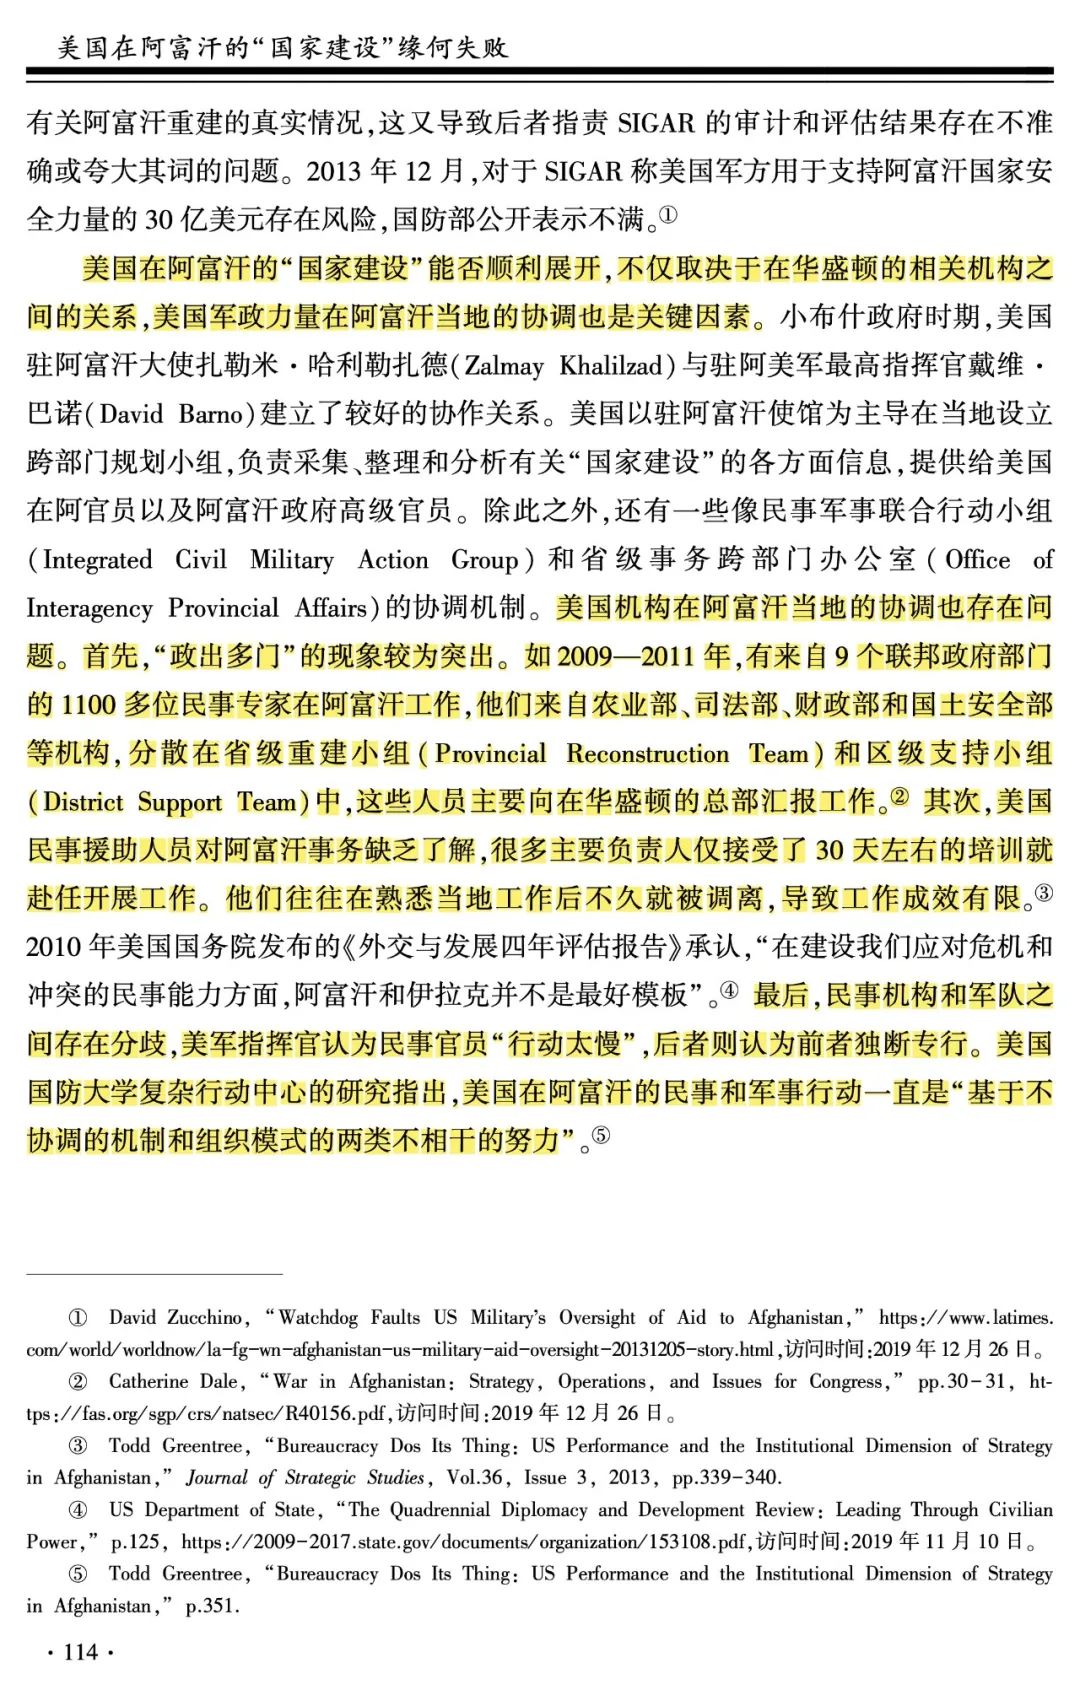 美国在阿富汗的“国家建设”缘何失败
有关阿富汗重建的真实情况,这又导致后者指责 SIGAR 的审计和评估结果存在不准
确或夸大其词的问题。2013 年 12 月,对于 SIGAR 称美国军方用于支持阿富汗国家安
全力量的 30 亿美元存在风险,国防部公开表示不满。①
美国在阿富汗的“国家建设”能否顺利展开,不仅取决于在华盛顿的相关机构之
间的关系,美国军政力量在阿富汗当地的协调也是关键因素。小布什政府时期,美国
驻阿富汗大使扎勒米·哈利勒扎德(Zalmay Khalilzad)与驻阿美军最高指挥官戴维·
巴诺(David Barno)建立了较好的协作关系。美国以驻阿富汗使馆为主导在当地设立
跨部门规划小组,负责采集、整理和分析有关“国家建设”的各方面信息,提供给美国
在阿官员以及阿富汗政府高级官员。除此之外,还有一些像民事军事联合行动小组
(Integrated Civil Military Action Group)和省级事务跨部门办公室(Office of
Interagency Provincial Affairs)的协调机制。美国机构在阿富汗当地的协调也存在问
题。首先,“政出多门”的现象较为突出。如 2009—2011 年,有来自 9 个联邦政府部门
的 1100 多位民事专家在阿富汗工作,他们来自农业部、司法部、财政部和国土安全部
等机构,分散在省级重建小组(Provincial Reconstruction Team)和区级支持小组
(District Support Team)中,这些人员主要向在华盛顿的总部汇报工作。② 其次,美国
民事援助人员对阿富汗事务缺乏了解,很多主要负责人仅接受了 30 天左右的培训就
赴任开展工作。他们往往在熟悉当地工作后不久就被调离,导致工作成效有限。③
2010 年美国国务院发布的《外交与发展四年评估报告》承认,“在建设我们应对危机和
冲突的民事能力方面,阿富汗和伊拉克并不是最好模板”。④ 最后,民事机构和军队之
间存在分歧,美军指挥官认为民事官员“行动太慢”,后者则认为前者独断专行。美国
国防大学复杂行动中心的研究指出,美国在阿富汗的民事和军事行动一直是“基于不
协调的机制和组织模式的两类不相干的努力”。⑤
① David Zucchino, “Watchdog Faults US Military’s Oversight of Aid to Afghanistan,” https://www.latimes.
com/world/worldnow/la-fg-wn-afghanistan-us-military-aid-oversight-20131205-story.html,访问时间:2019 年 12 月 26 日。
② Catherine Dale, “War in Afghanistan: Strategy, Operations, and Issues for Congress,” pp.30-31, ht-
tps://fas.org/sgp/crs/natsec/R40156.pdf,访问时间:2019 年 12 月 26 日。
③ Todd Greentree, “Bureaucracy Dos Its Thing: US Performance and the Institutional Dimension of Strategy
in Afghanistan,” Journal of Strategic Studies, Vol.36, Issue 3, 2013, pp.339-340.
④ US Department of State, “The Quadrennial Diplomacy and Development Review: Leading Through Civilian
Power,” p.125, https://2009-2017.state.gov/documents/organization/153108.pdf,访问时间:2019 年 11 月 10 日。
⑤ Todd Greentree, “Bureaucracy Dos Its Thing: US Performance and the Institutional Dimension of Strategy
in Afghanistan,” p.351.
·114·